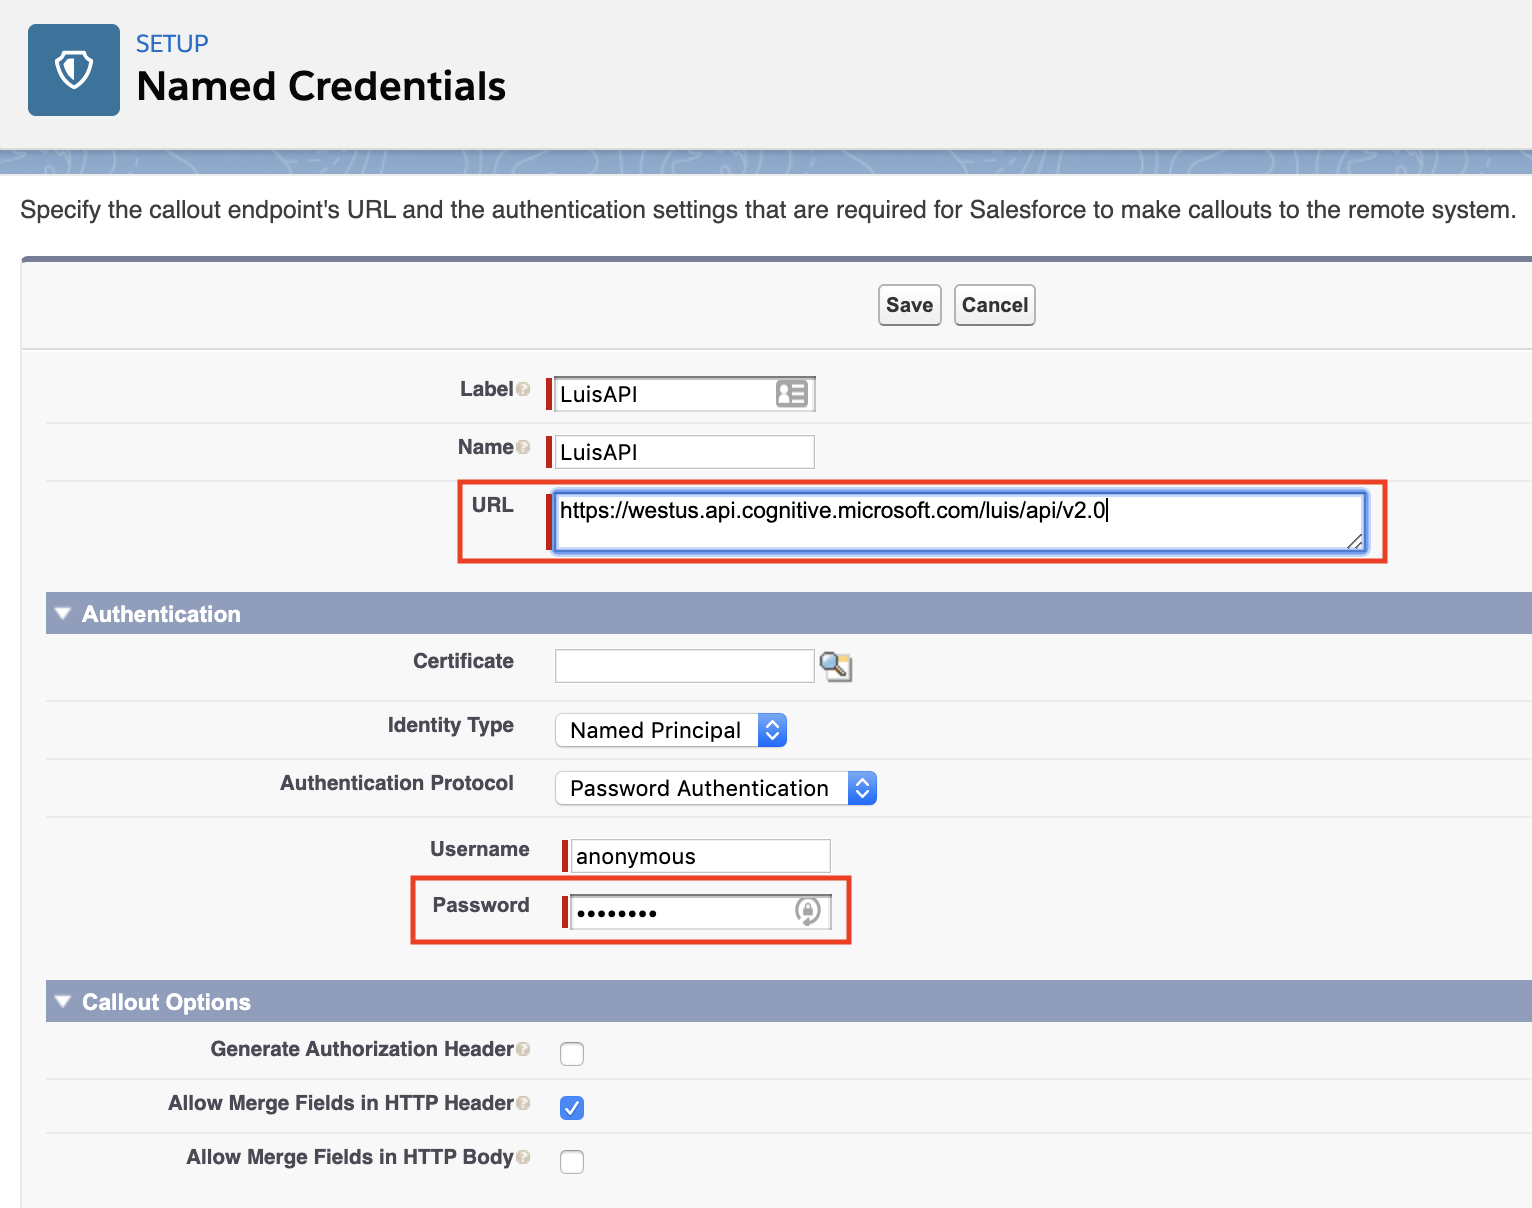 SETUP
Named Credentials
Specify the callout endpoint's URL and the authentication settings that are required for Salesforce to make callouts to the remote system.
Save Cancel
Label ? LuisAPI
Name ? LuisAPI
URL https://westus.api.cognitive.microsoft.com/luis/api/v2.0
Authentication
Certificate
Identity Type Named Principal
Authentication Protocol Password Authentication
Username anonymous
Password ••••••••
Callout Options
Generate Authorization Header ?
Allow Merge Fields in HTTP Header ?
Allow Merge Fields in HTTP Body ?